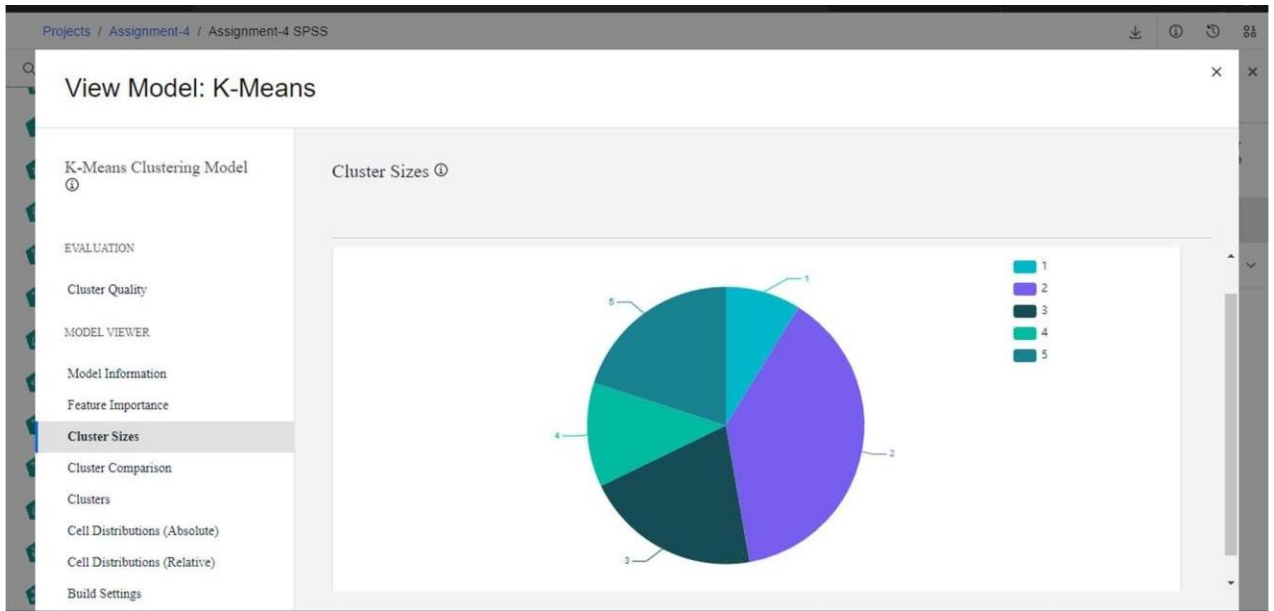 Projects / Assignment-4 / Assignment-4 SPSS
View Model: K-Means
K-Means Clustering Model
EVALUATION
Cluster Quality
MODEL VIEWER
Model Information
Feature Importance
Cluster Sizes
Cluster Comparison
Clusters
Cell Distributions (Absolute)
Cell Distributions (Relative)
Build Settings
Cluster Sizes
1
5
4
2
3
1
2
3
4
5